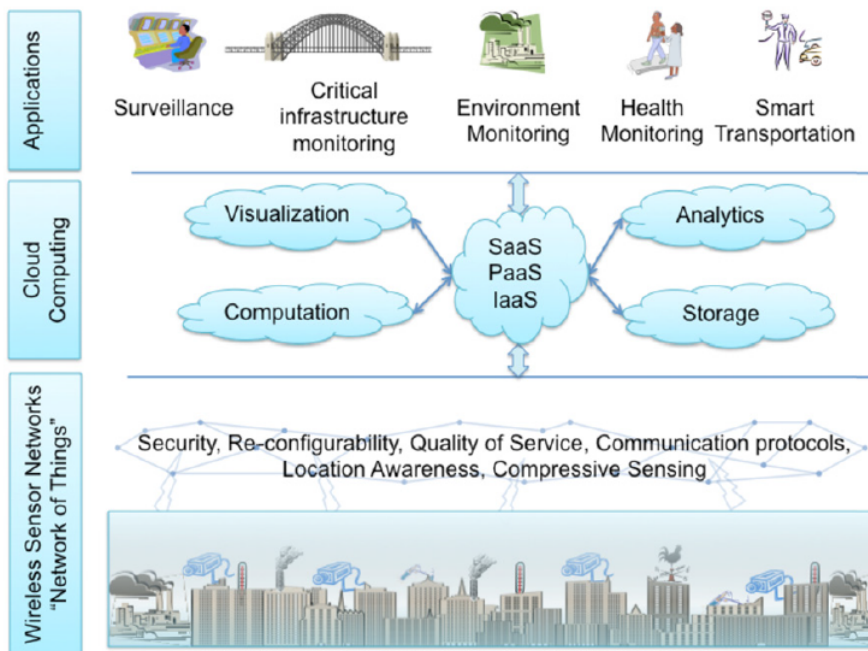 Applications
Surveillance
Critical
infrastructure
monitoring
Environment
Monitoring
Health
Monitoring
Smart
Transportation
Cloud
Computing
Visualization
Computation
SaaS
PaaS
IaaS
Analytics
Storage
Wireless Sensor Networks
“Network of Things”
Security, Re-configurability, Quality of Service, Communication protocols,
Location Awareness, Compressive Sensing